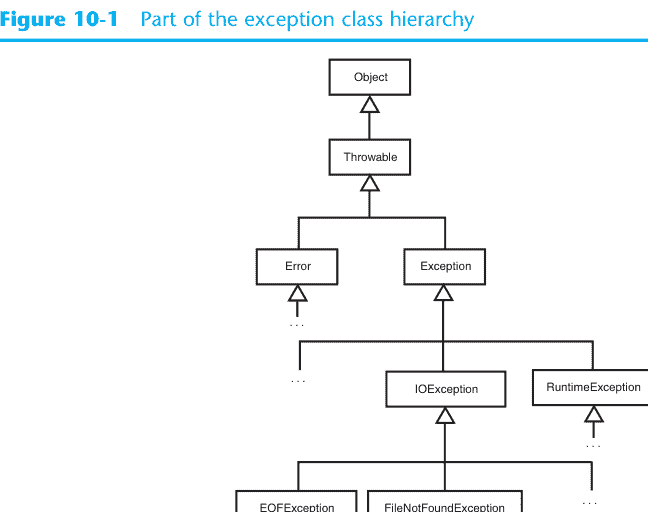 Figure 10-1 Part of the exception class hierarchy
Object
Throwable
Error
Exception
...
...
IOException
RuntimeException
...
...
EOFException
FileNotFoundException